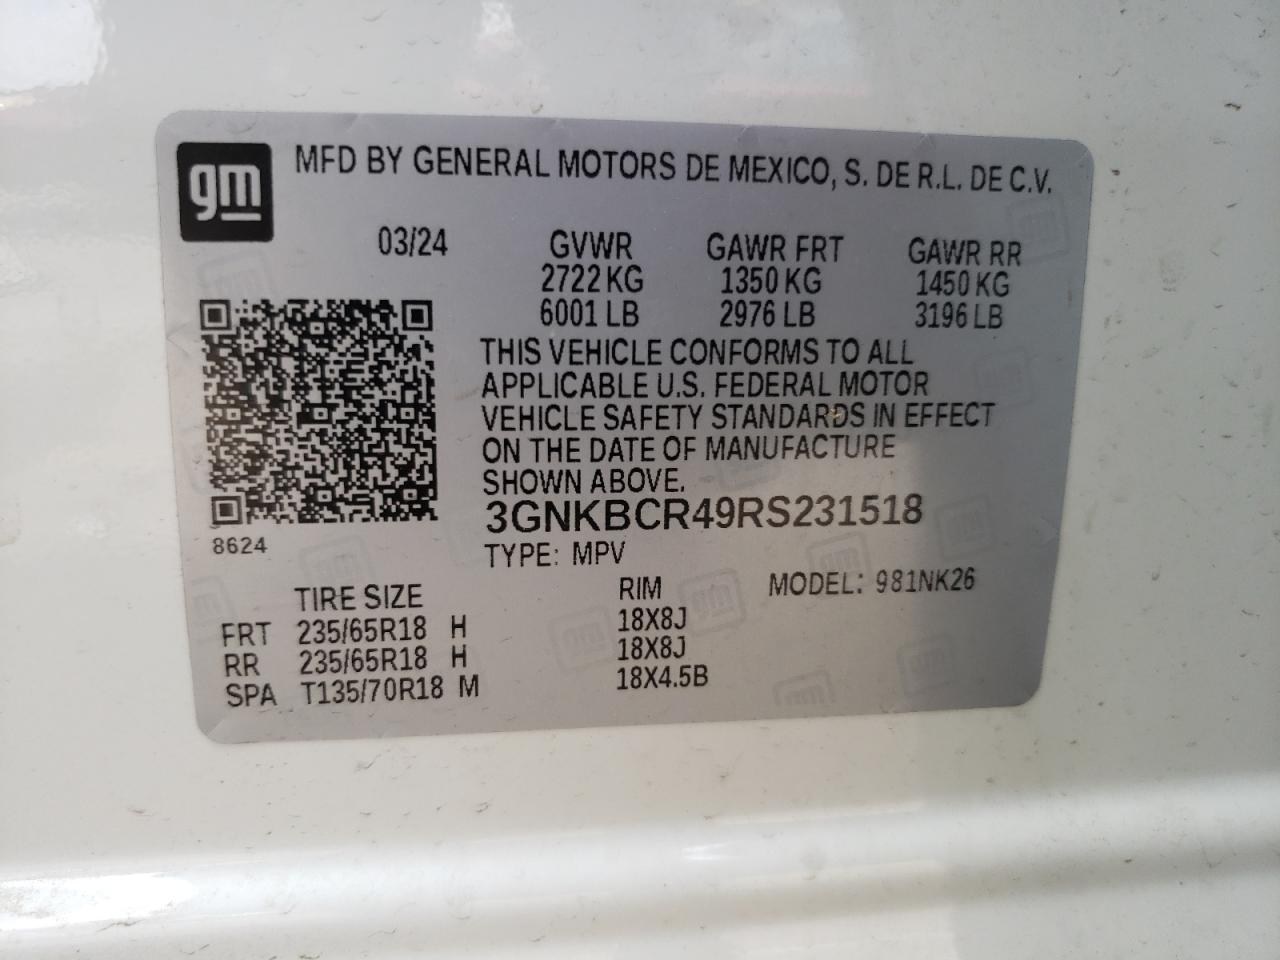 gm
MFD BY GENERAL MOTORS DE MEXICO, S. DE R.L. DE C.V.
03/24 GVWR GAWR FRT GAWR RR
2722 KG 1350 KG 1450 KG
6001 LB 2976 LB 3196 LB
THIS VEHICLE CONFORMS TO ALL
APPLICABLE U.S. FEDERAL MOTOR
VEHICLE SAFETY STANDARDS IN EFFECT
ON THE DATE OF MANUFACTURE
SHOWN ABOVE.
3GNKBCR49RS231518
8624
TYPE: MPV
TIRE SIZE RIM MODEL: 981NK26
FRT 235/65R18 H 18X8J
RR 235/65R18 H 18X8J
SPA T135/70R18 M 18X4.5B